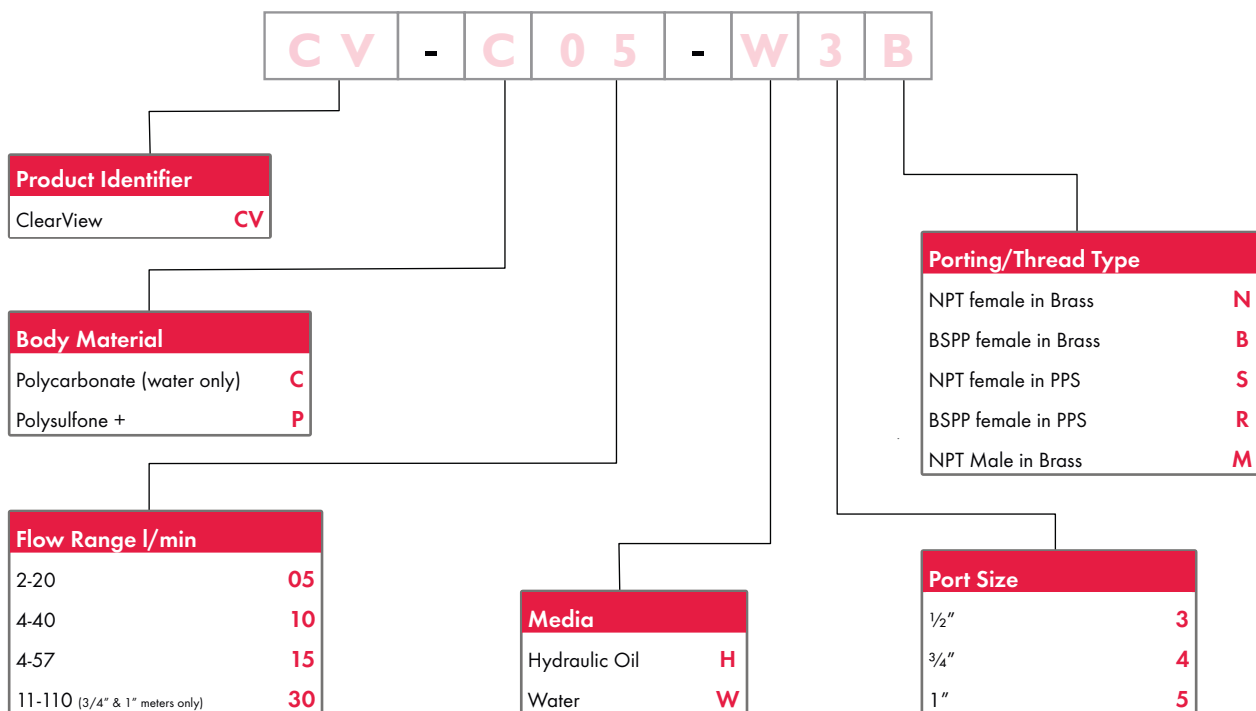 C V - C 0 5 - W 3 B
Product Identifier
ClearView CV
Body Material
Polycarbonate (water only) C
Polysulfone + P
Flow Range l/min
2-20 05
4-40 10
4-57 15
11-110 (3/4" & 1" meters only) 30
Media
Hydraulic Oil H
Water W
Porting/Thread Type
NPT female in Brass N
BSPP female in Brass B
NPT female in PPS S
BSPP female in PPS R
NPT Male in Brass M
Port Size
½" 3
¾" 4
1" 5